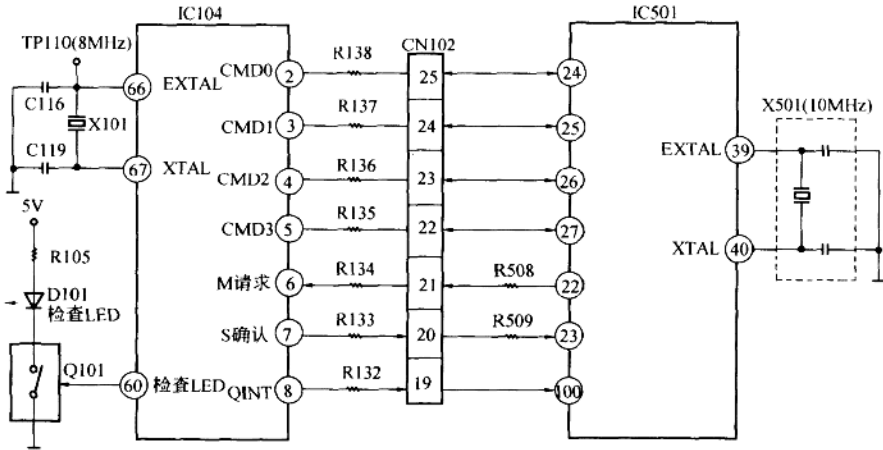 IC104
IC501
TP110(8MHz)
CN102
CMD0
2
R138
25
24
66
EXTAL
C116
X101
X501(10MHz)
CMD1
3
R137
24
25
C119
EXTAL
39
67
XTAL
CMD2
4
R136
23
26
5V
CMD3
5
R135
22
27
XTAL
40
R105
M请求
6
R134
21
R508
22
D101
检查LED
S确认
7
R133
20
R509
23
Q101
60
检查LED
QINT
8
R132
19
100